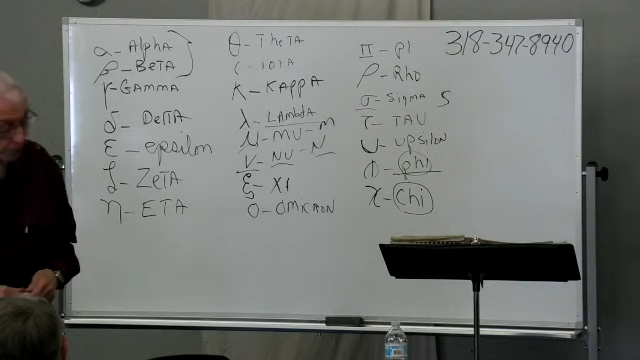 α - Alpha
β - BeTA
γ - GAMMA
δ - DelTA
ε - epsilon
ζ - ZeTA
η - ETA
θ - TheTA
ι - IOTA
K - KAPPA
λ - LAmbdA
μ - MU - m
ν - NU - N
ξ - XI
O - OMICRON
π - pi
ρ - Rho
σ - Sigma S
τ - TAU
υ - UpSILON
φ - phi
χ - Chi
318-347-8940